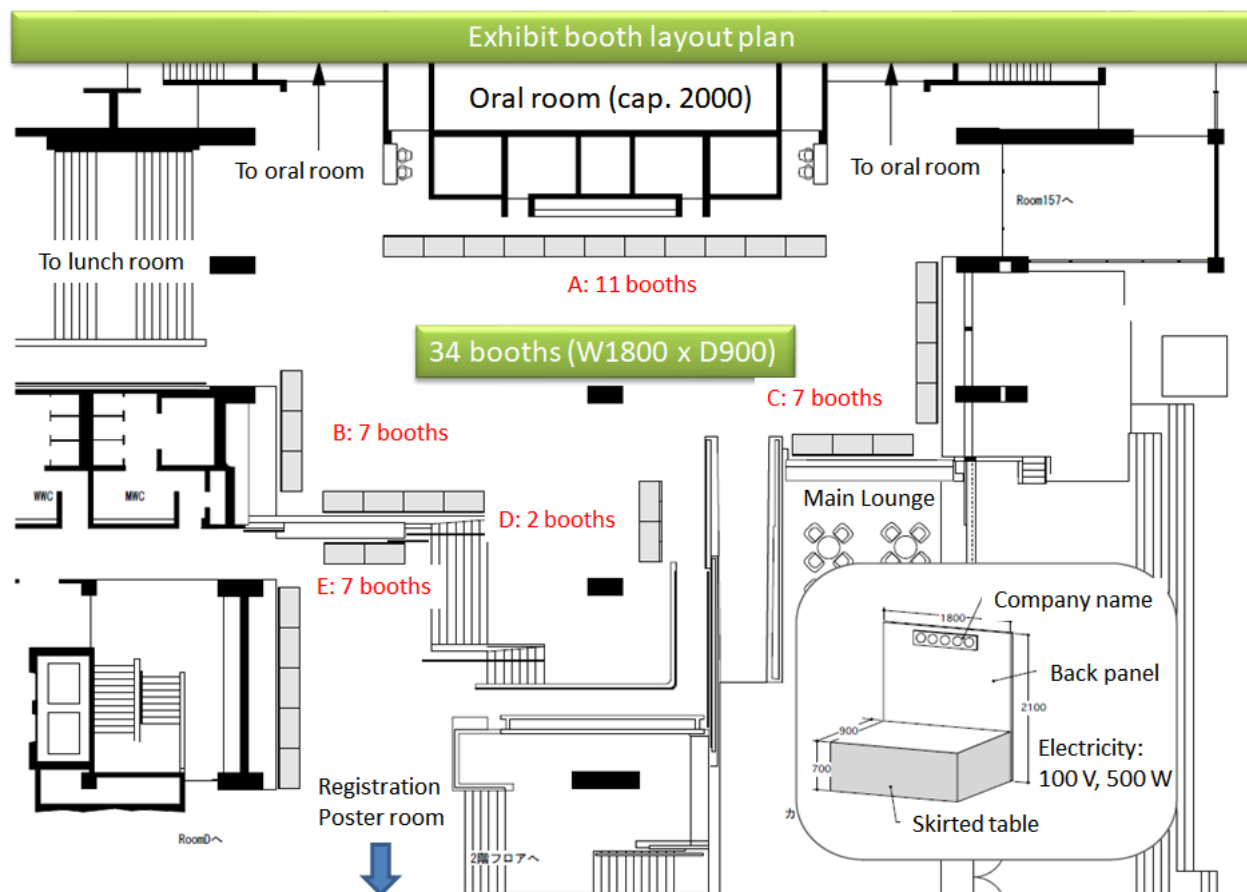 Exhibit booth layout plan
Oral room (cap. 2000)
To oral room
To oral room
Room157へ
To lunch room
A: 11 booths
34 booths (W1800 x D900)
C: 7 booths
B: 7 booths
WWC
MWC
Main Lounge
D: 2 booths
E: 7 booths
Company name
1800
Back panel
2100
900
Electricity:
100 V, 500 W
700
Skirted table
Registration
Poster room
カ
RoomDへ
2階フロアへ